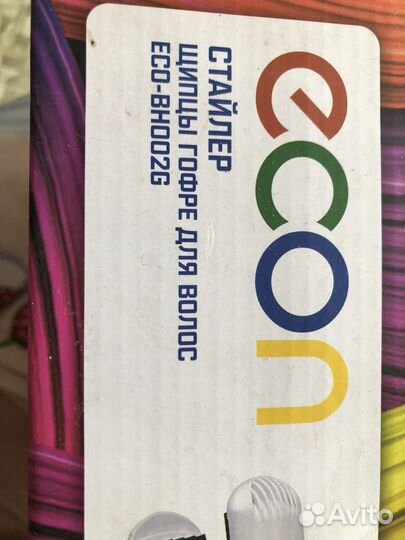 econ
СТАЙЛЕР
ЩИПЦЫ ГОФРЕ ДЛЯ ВОЛОС
ECO-BH002G
Avito